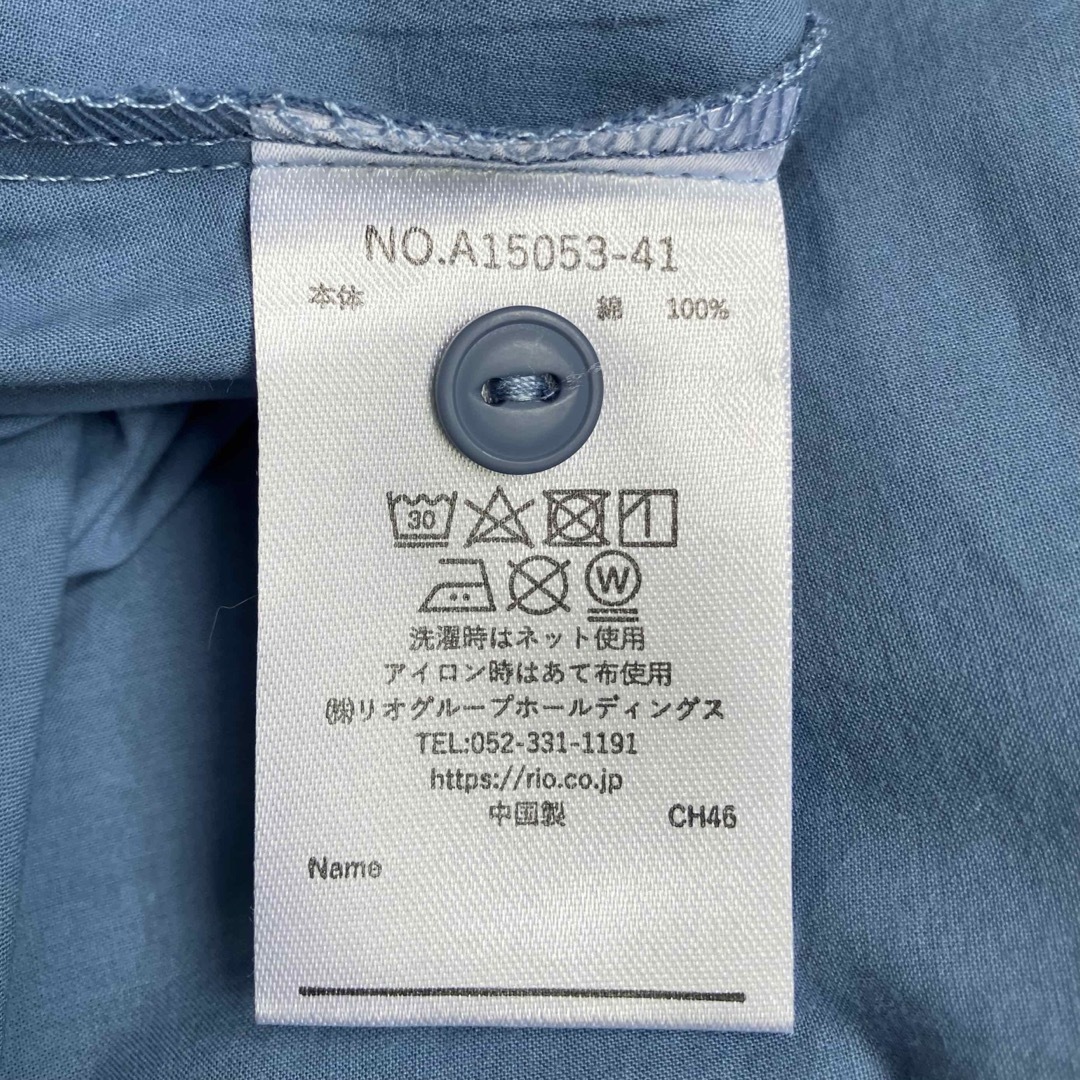 NO.A15053-41
本体 綿 100%
30
W
洗濯時はネット使用
アイロン時はあて布使用
㈱リオグループホールディングス
TEL:052-331-1191
https://rio.co.jp
中国製 CH46
Name